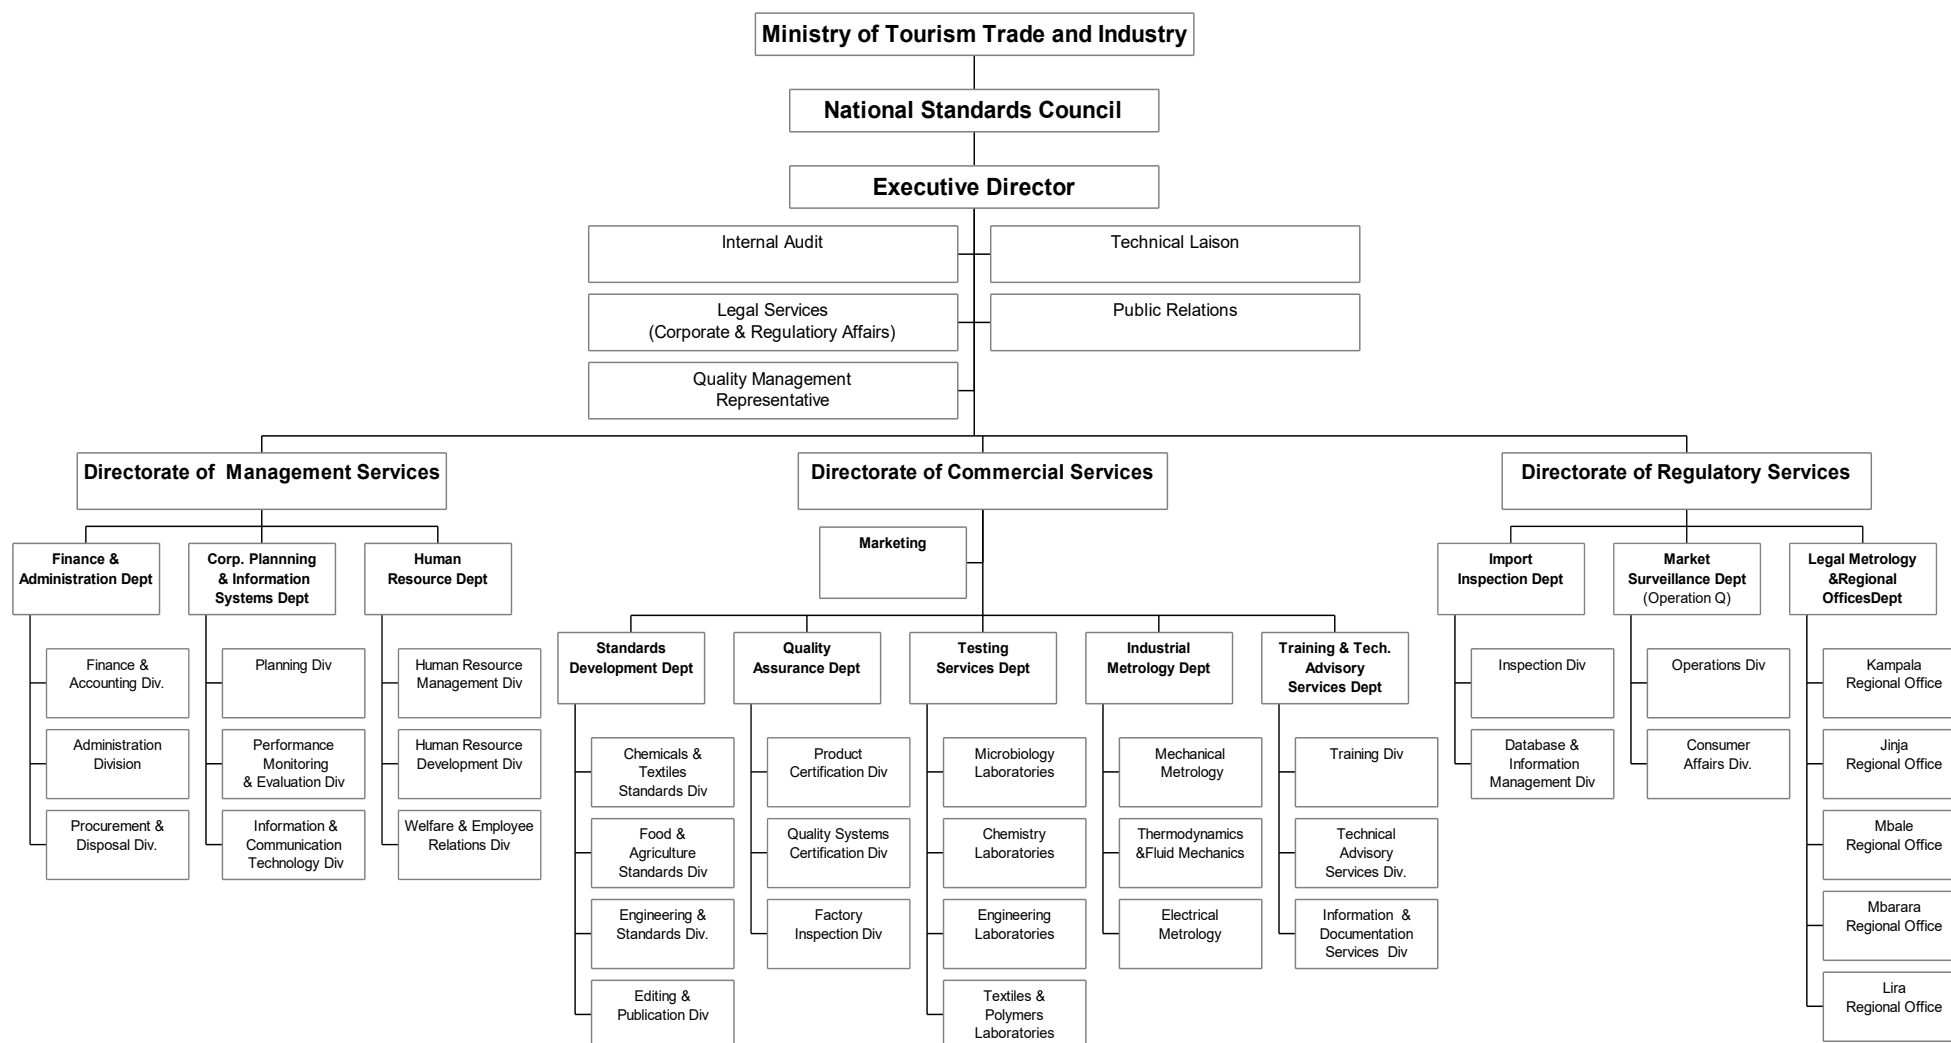 Ministry of Tourism Trade and Industry
National Standards Council
Executive Director
Internal Audit
Technical Laison
Legal Services
(Corporate & Regulatiory Affairs)
Public Relations
Quality Management
Representative
Directorate of  Management Services
Directorate of Commercial Services
Directorate of Regulatory Services
Finance &
Administration Dept
Corp. Plannning
& Information
Systems Dept
Human
Resource Dept
Finance &
Accounting Div.
Administration
Division
Procurement &
Disposal Div.
Planning Div
Performance
Monitoring
& Evaluation Div
Information &
Communication
Technology Div
Human Resource
Management Div
Human Resource
Development Div
Welfare & Employee
Relations Div
Marketing
Standards
Development Dept
Quality
Assurance Dept
Testing
Services Dept
Industrial
Metrology Dept
Training & Tech.
Advisory
Services Dept
Chemicals &
Textiles
Standards Div
Food &
Agriculture
Standards Div
Engineering &
Standards Div.
Editing &
Publication Div
Product
Certification Div
Quality Systems
Certification Div
Factory
Inspection Div
Microbiology
Laboratories
Chemistry
Laboratories
Engineering
Laboratories
Textiles &
Polymers
Laboratories
Mechanical
Metrology
Thermodynamics
&Fluid Mechanics
Electrical
Metrology
Training Div
Technical
Advisory
Services Div.
Information  &
Documentation
Services  Div
Import
Inspection Dept
Market
Surveillance Dept
(Operation Q)
Legal Metrology
&Regional
OfficesDept
Inspection Div
Database &
Information
Management Div
Operations Div
Consumer
Affairs Div.
Kampala
Regional Office
Jinja
Regional Office
Mbale
Regional Office
Mbarara
Regional Office
Lira
Regional Office